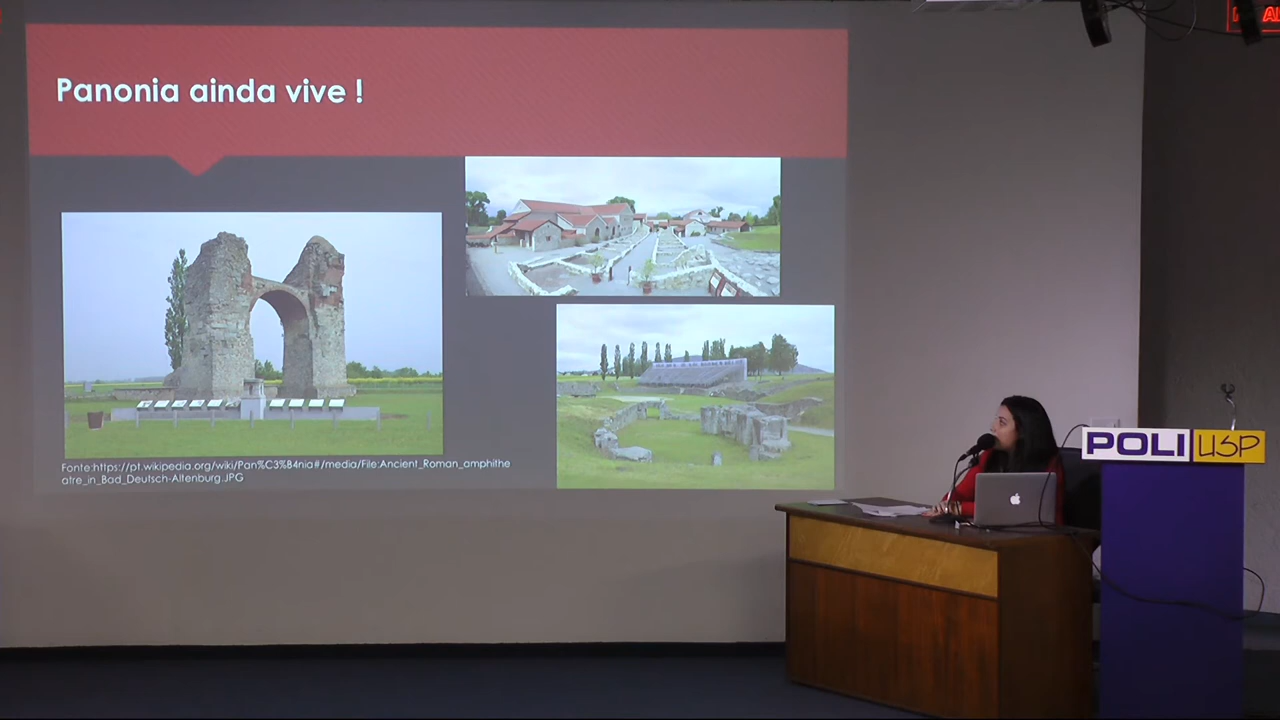 Panonia ainda vive !
Fonte:https://pt.wikipedia.org/wiki/Pan%C3%B4nia#/media/File:Ancient_Roman_amphithe
atre_in_Bad_Deutsch-Altenburg.JPG
POLI USP